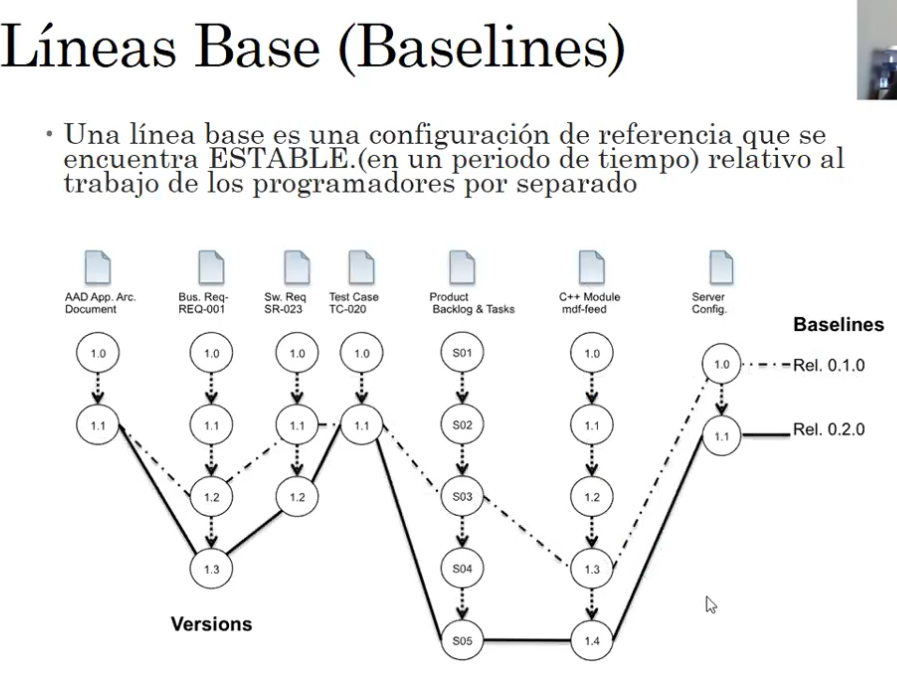 Líneas Base (Baselines)
• Una línea base es una configuración de referencia que se
encuentra ESTABLE.(en un periodo de tiempo) relativo al
trabajo de los programadores por separado
AAD App. Arc.
Document
Bus. Req-
REQ-001
Sw. Req
SR-023
Test Case
TC-020
Product
Backlog & Tasks
C++ Module
mdf-feed
Server
Config.
Baselines
1.0 1.0 1.0 1.0 S01 1.0 1.0 Rel. 0.1.0
1.1 1.1 1.1 1.1 S02 1.1 1.1 Rel. 0.2.0
1.2 1.2 S03 1.2
1.3 S04 1.3
Versions
S05 1.4